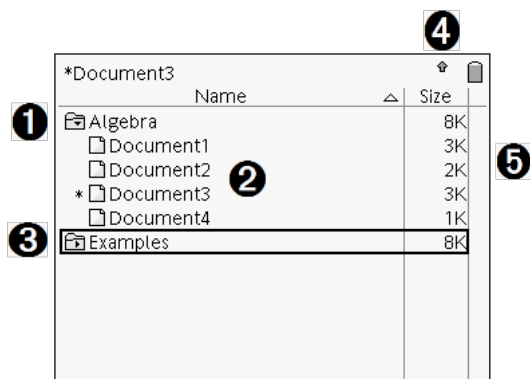 4
*Document3
Name Size
1 Algebra 8K
Document1 3K
5
Document2 2K
2
* Document3 3K
Document4 1K
3 Examples 8K